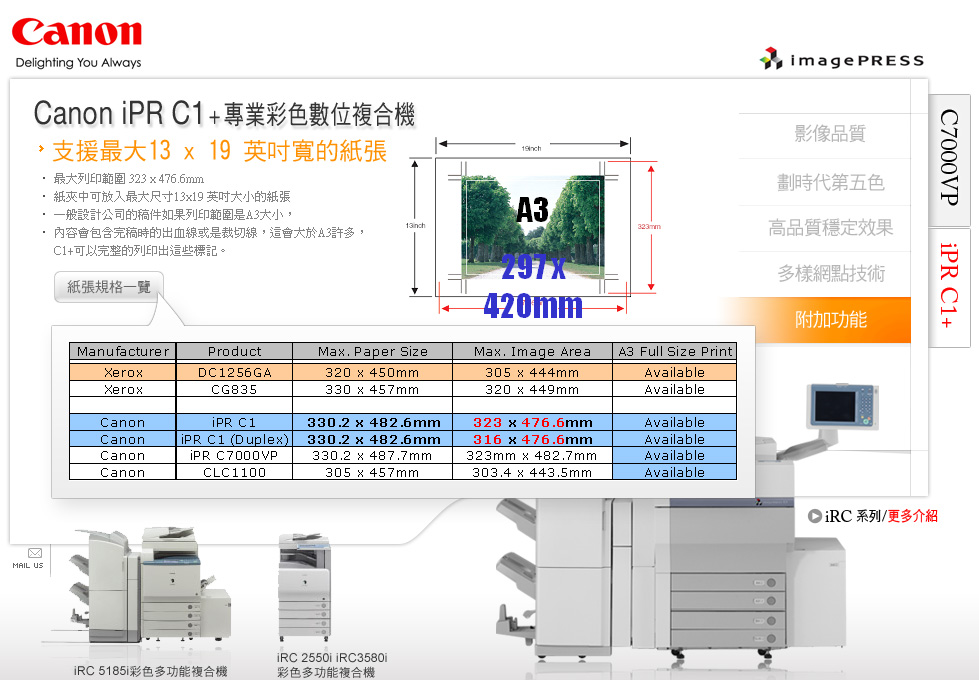 Canon
Delighting You Always
imagePRESS
Canon iPR C1+專業彩色數位複合機
支援最大13 x 19 英吋寬的紙張
· 最大列印範圍 323 x 476.6mm
· 紙夾中可放入最大尺寸13x19 英吋大小的紙張
· 一般設計公司的稿件如果列印範圍是A3大小，
· 內容會包含完稿時的出血線或是裁切線，這會大於A3許多，
C1+可以完整的列印出這些標記。
紙張規格一覽
19inch
13inch
323mm
A3
297 x
420mm
影像品質
劃時代第五色
高品質穩定效果
多樣網點技術
附加功能
C7000VP
iPR C1+
Manufacturer Product Max. Paper Size Max. Image Area A3 Full Size Print
Xerox DC1256GA 320 x 450mm 305 x 444mm Available
Xerox CG835 330 x 457mm 320 x 449mm Available
Canon iPR C1 330.2 x 482.6mm 323 x 476.6mm Available
Canon iPR C1 (Duplex) 330.2 x 482.6mm 316 x 476.6mm Available
Canon iPR C7000VP 330.2 x 487.7mm 323mm x 482.7mm Available
Canon CLC1100 305 x 457mm 303.4 x 443.5mm Available
iRC 系列/更多介紹
MAIL US
iRC 5185i彩色多功能複合機
iRC 2550i iRC3580i
彩色多功能複合機